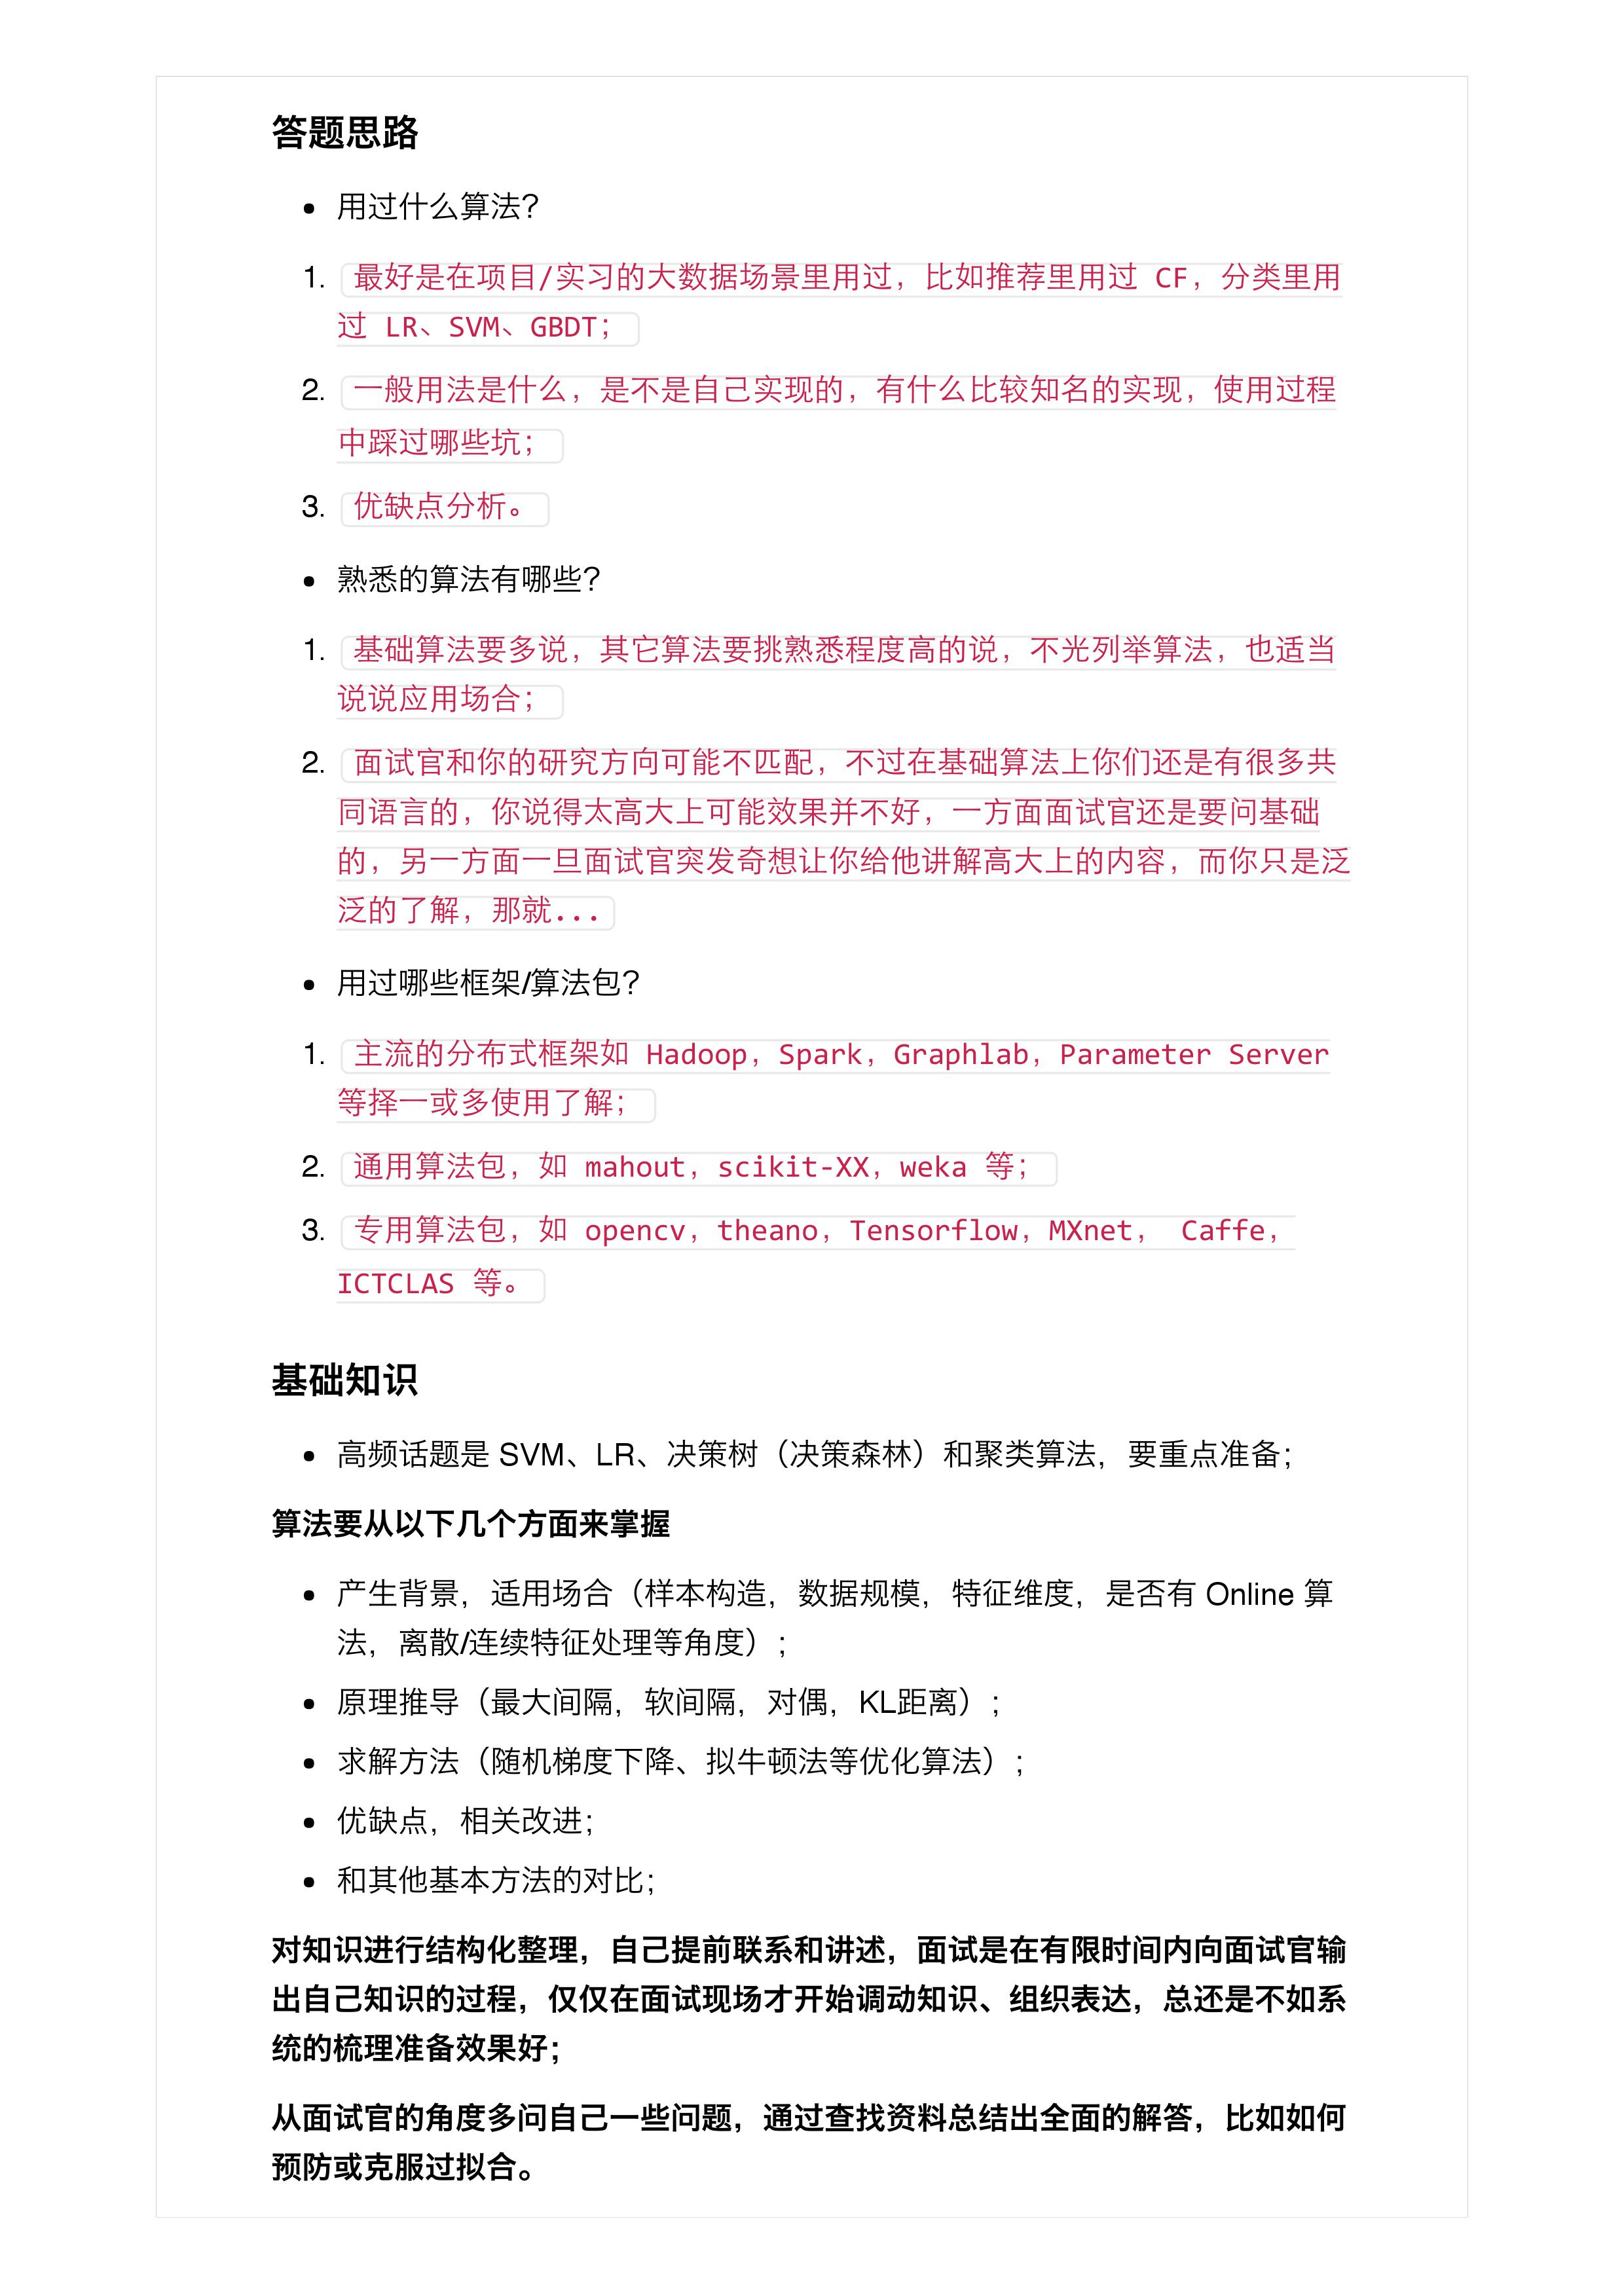 答题思路
• 用过什么算法？
1. 最好是在项目/实习的大数据场景里用过，比如推荐里用过 CF，分类里用
过 LR、SVM、GBDT；
2. 一般用法是什么，是不是自己实现的，有什么比较知名的实现，使用过程
中踩过哪些坑；
3. 优缺点分析。
• 熟悉的算法有哪些？
1. 基础算法要多说，其它算法要挑熟悉程度高的说，不光列举算法，也适当
说说应用场合；
2. 面试官和你的研究方向可能不匹配，不过在基础算法上你们还是有很多共
同语言的，你说得太高大上可能效果并不好，一方面面试官还是要问基础
的，另一方面一旦面试官突发奇想让你给他讲解高大上的内容，而你只是泛
泛的了解，那就...
• 用过哪些框架/算法包？
1. 主流的分布式框架如 Hadoop，Spark，Graphlab，Parameter Server
等择一或多使用了解；
2. 通用算法包，如 mahout，scikit-XX，weka 等；
3. 专用算法包，如 opencv，theano，Tensorflow，MXnet， Caffe，
ICTCLAS 等。
基础知识
• 高频话题是 SVM、LR、决策树（决策森林）和聚类算法，要重点准备；
算法要从以下几个方面来掌握
• 产生背景，适用场合（样本构造，数据规模，特征维度，是否有 Online 算
法，离散/连续特征处理等角度）；
• 原理推导（最大间隔，软间隔，对偶，KL距离）；
• 求解方法（随机梯度下降、拟牛顿法等优化算法）；
• 优缺点，相关改进；
• 和其他基本方法的对比；
对知识进行结构化整理，自己提前联系和讲述，面试是在有限时间内向面试官输
出自己知识的过程，仅仅在面试现场才开始调动知识、组织表达，总还是不如系
统的梳理准备效果好；
从面试官的角度多问自己一些问题，通过查找资料总结出全面的解答，比如如何
预防或克服过拟合。